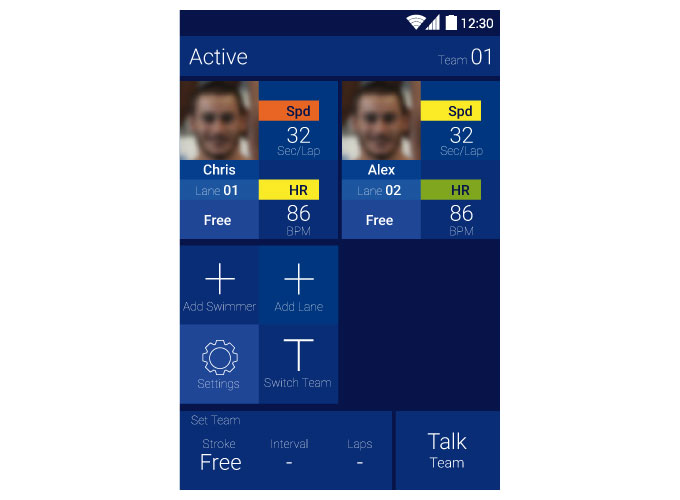 12:30
Active
Team 01
Spd
32
Sec/Lap
Chris
Lane 01
HR
Free
86
BPM
Spd
32
Sec/Lap
Alex
Lane 02
HR
Free
86
BPM
Add Swimmer
Add Lane
Settings
T
Switch Team
Set Team
Stroke Interval Laps
Free - -
Talk
Team